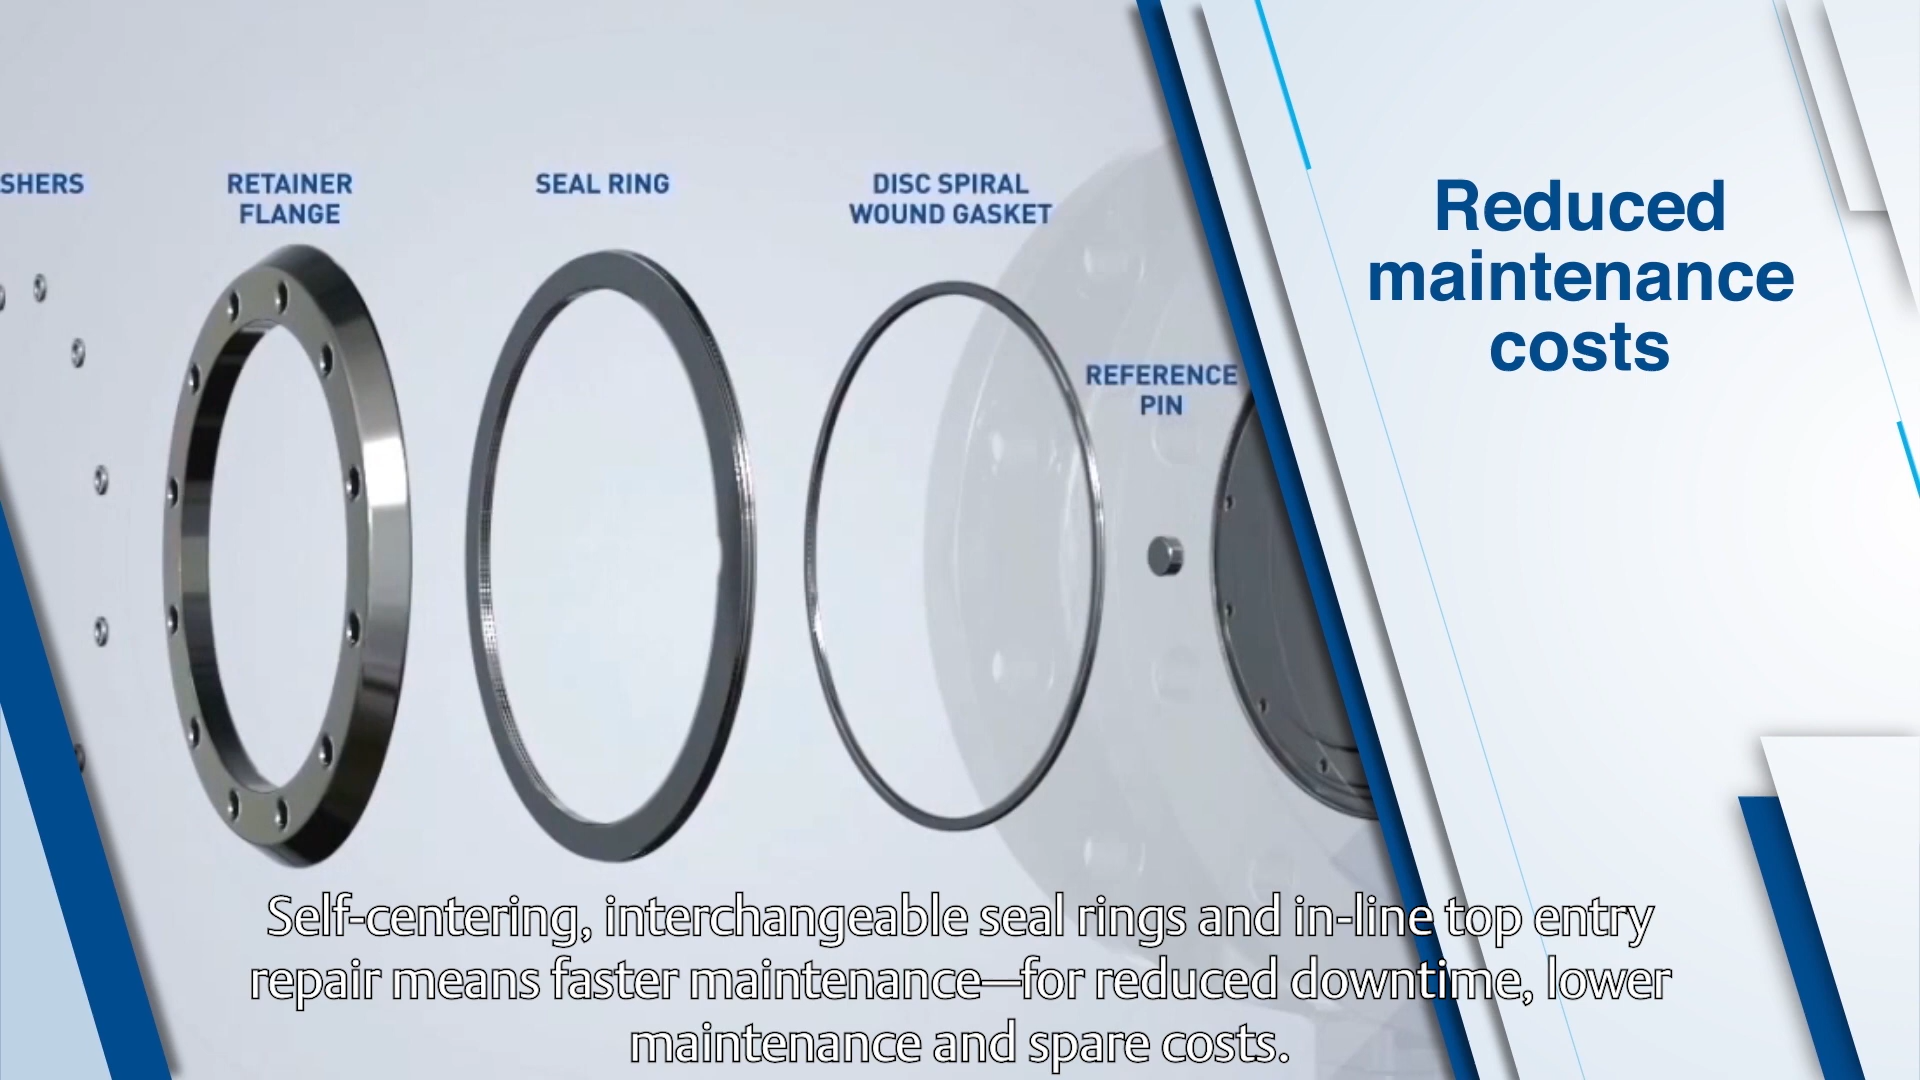 SHERS
RETAINER
FLANGE
SEAL RING
DISC SPIRAL
WOUND GASKET
REFERENCE
PIN
Reduced
maintenance
costs
Self-centering, interchangeable seal rings and in-line top entry
repair means faster maintenance—for reduced downtime, lower
maintenance and spare costs.